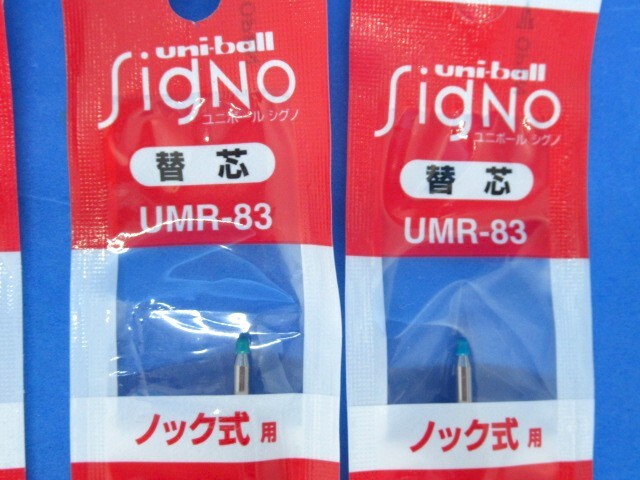 uni-ball
SigNo
ユニボール シグノ
替芯
UMR-83
ノック式用
uni-ball
SigNo
ユニボール シグノ
替芯
UMR-83
ノック式用